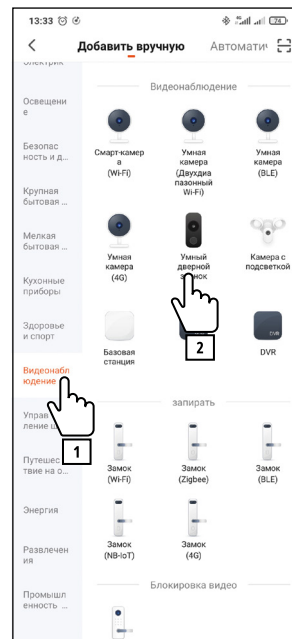 13:33
4G
74
Добавить вручную Автомати
электрик
Освещени
е
Безопас
ность и д...
Крупная
бытовая ...
Мелкая
бытовая ...
Кухонные
приборы
Здоровье
и спорт
Видеонабл
юдение
Управ
ление
Путешес
твие на о...
Энергия
Развлечен
ия
Промышл
енность ...
Видеонаблюдение
Смарт-камер
а
(Wi-Fi)
Умная
камера
(Двухдиа
пазонный
Wi-Fi)
Умная
камера
(BLE)
Умная
камера
(4G)
Умный
дверной
Камера с
подсветкой
Базовая
станция
DVR
DVR
запирать
Замок
(Wi-Fi)
Замок
(Zigbee)
Замок
(BLE)
Замок
(NB-IoT)
Замок
(4G)
Блокировка видео
1
2